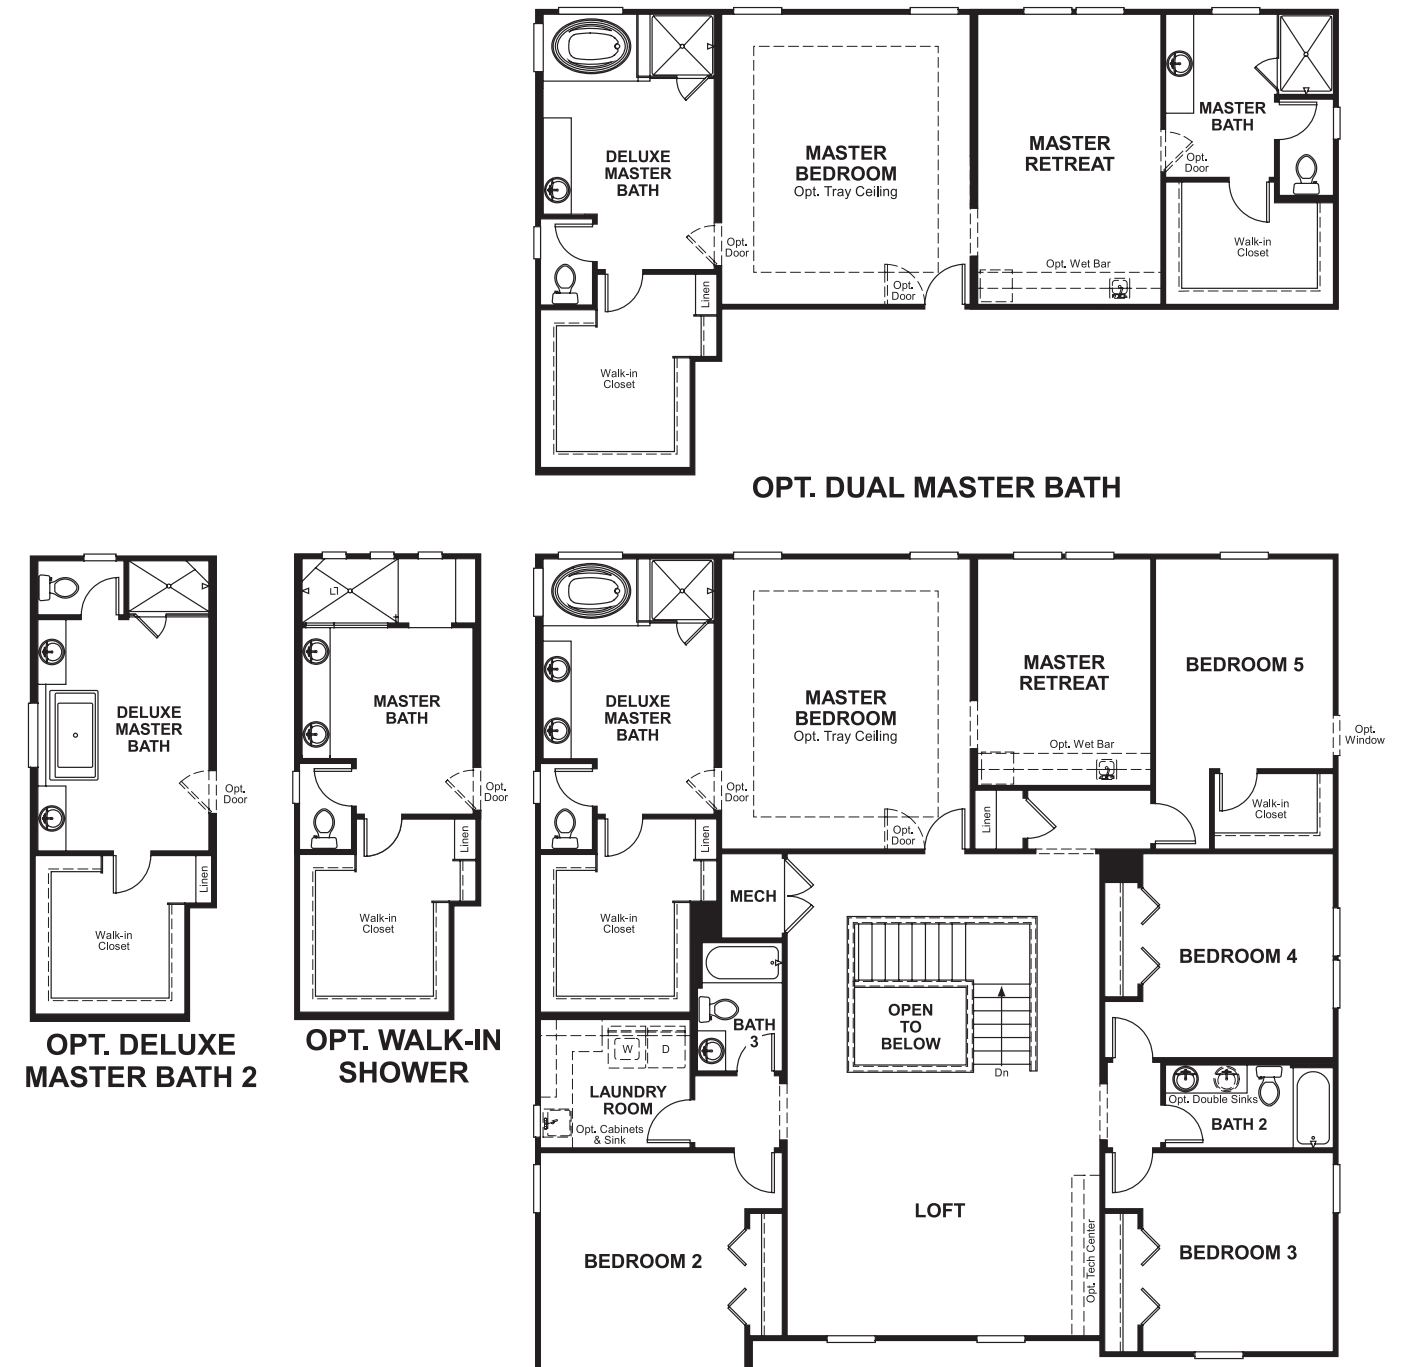 DELUXE
MASTER
BATH
MASTER
BEDROOM
Opt. Tray Ceiling
MASTER
RETREAT
MASTER
BATH
Opt.
Door
Opt.
Door
Opt.
Door
Opt. Wet Bar
Walk-in
Closet
Linen
Walk-in
Closet
OPT. DUAL MASTER BATH
DELUXE
MASTER
BATH
Opt.
Door
Linen
Walk-in
Closet
OPT. DELUXE
MASTER BATH 2
MASTER
BATH
Opt.
Door
Linen
Walk-in
Closet
OPT. WALK-IN
SHOWER
DELUXE
MASTER
BATH
Opt.
Door
Linen
Walk-in
Closet
MASTER
BEDROOM
Opt. Tray Ceiling
Opt.
Door
MASTER
RETREAT
Opt. Wet Bar
Linen
BEDROOM 5
Opt.
Window
Walk-in
Closet
MECH
BATH
3
OPEN
TO
BELOW
Dn
BEDROOM 4
W
D
LAUNDRY
ROOM
Opt. Cabinets
& Sink
Opt. Double Sinks
BATH 2
LOFT
Opt. Tech Center
BEDROOM 2
BEDROOM 3